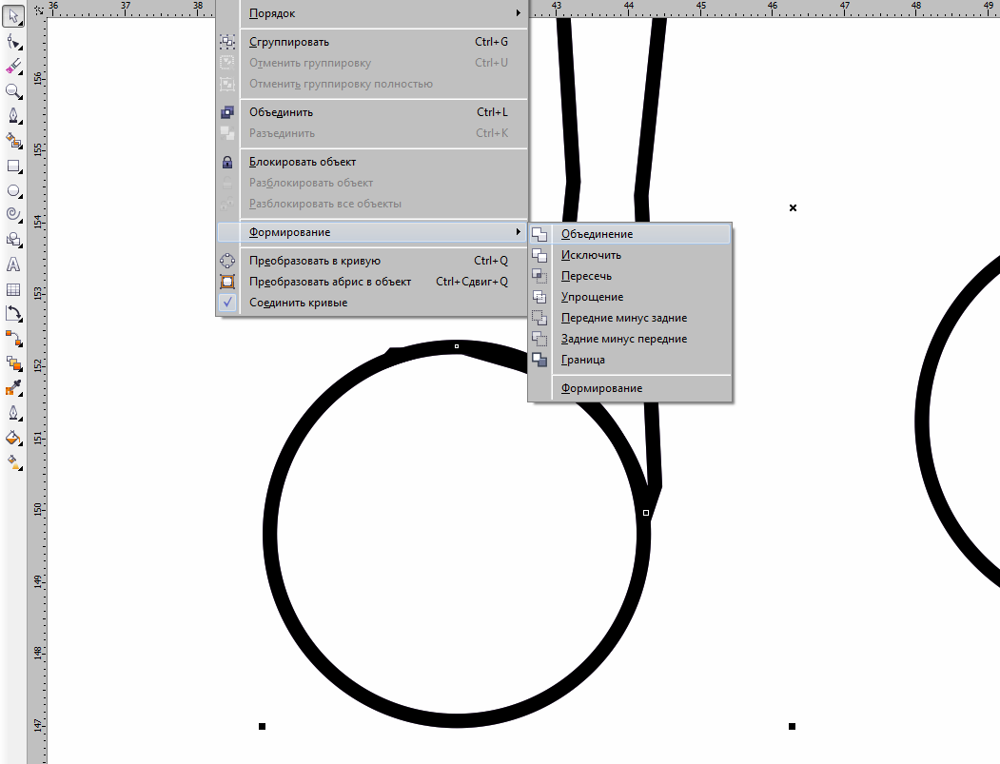 36 37 38 43 44 45 46 47 48 49
Порядок
Сгруппировать Ctrl+G
Отменить группировку Ctrl+U
Отменить группировку полностью
Объединить Ctrl+L
Разъединить Ctrl+K
Блокировать объект
Разблокировать объект
Разблокировать все объекты
Формирование
Преобразовать в кривую Ctrl+Q
Преобразовать абрис в объект Ctrl+Сдвиг+Q
Соединить кривые
Объединение
Исключить
Пересечь
Упрощение
Передние минус задние
Задние минус передние
Граница
Формирование
156
155
154
153
152
151
150
149
148
147